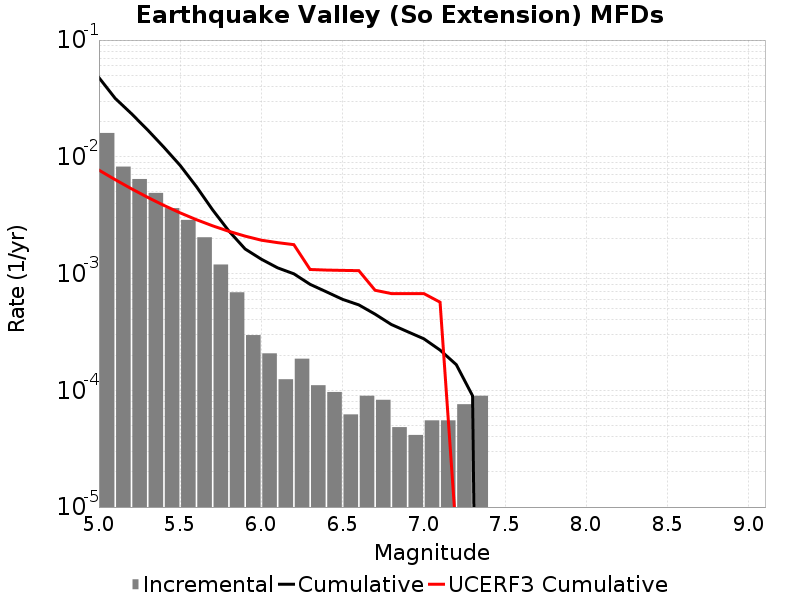 Earthquake Valley (So Extension) MFDs
10-1
10-2
10-3
10-4
10-5
Rate (1/yr)
5.0 5.5 6.0 6.5 7.0 7.5 8.0 8.5 9.0
Magnitude
Incremental Cumulative UCERF3 Cumulative